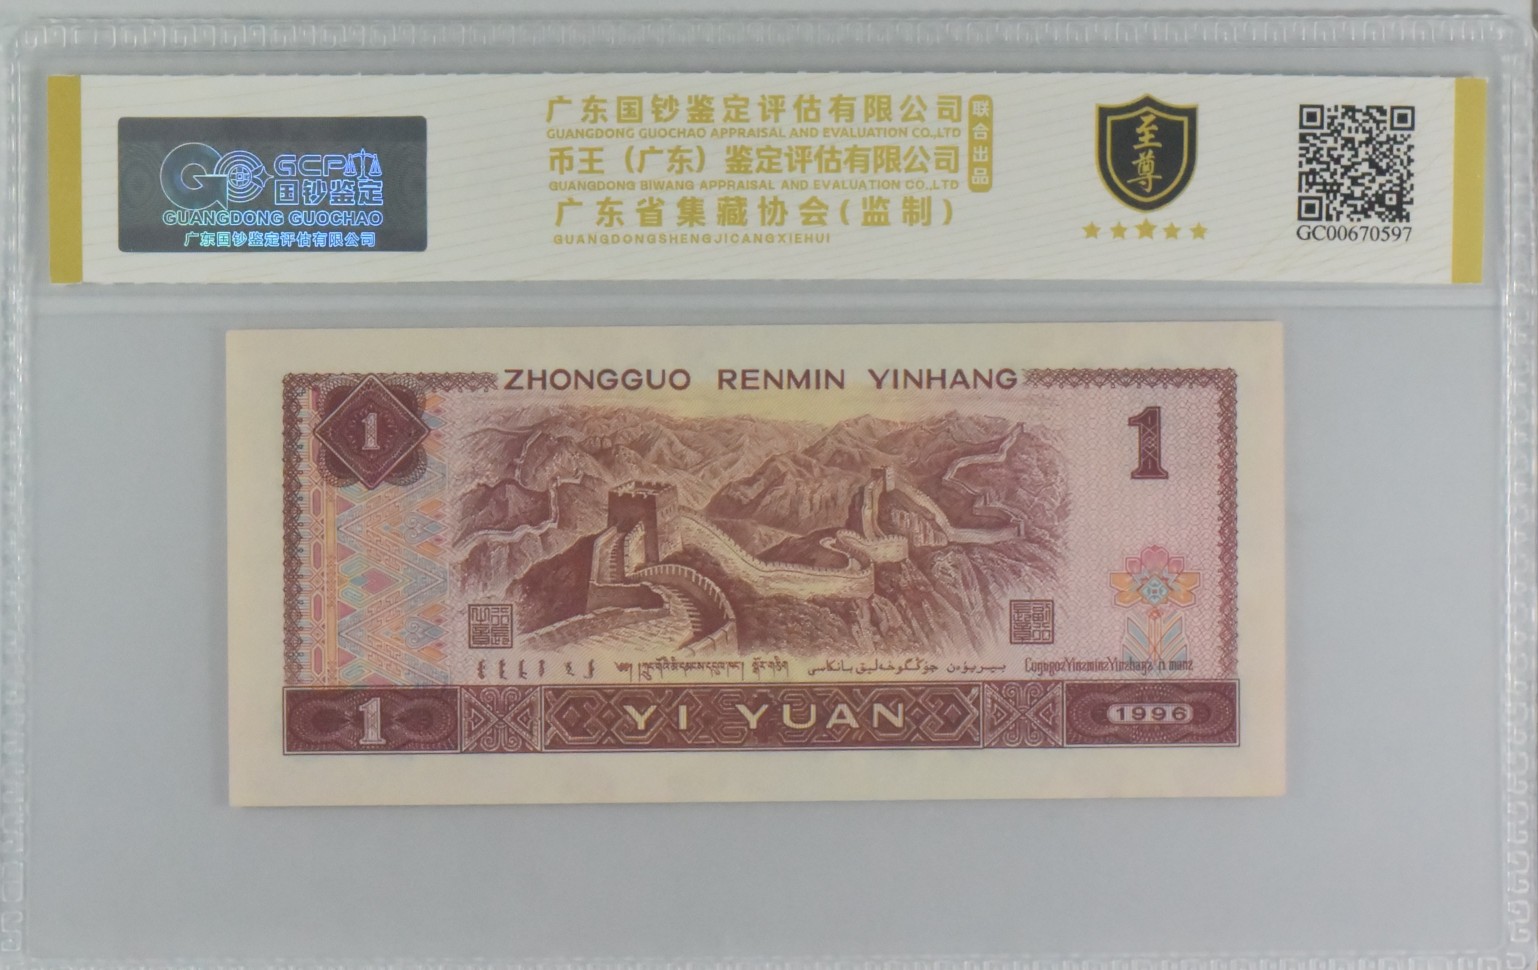 广东国钞鉴定评估有限公司
GUANGDONG GUOCHAO APPRAISAL AND EVALUATION CO.,LTD
币王（广东）鉴定评估有限公司
GUANGDONG BIWANG APPRAISAL AND EVALUATION CO.,LTD
广东省集藏协会(监制)
GUANGDONGSHENGJICANGXIEHUI
联合出品
GCP
国钞鉴定
GUANGDONG GUOCHAO
广东国钞鉴定评估有限公司
至尊
GC00670597
ZHONGGUO RENMIN YINHANG
1
1
1 YI YUAN 1996